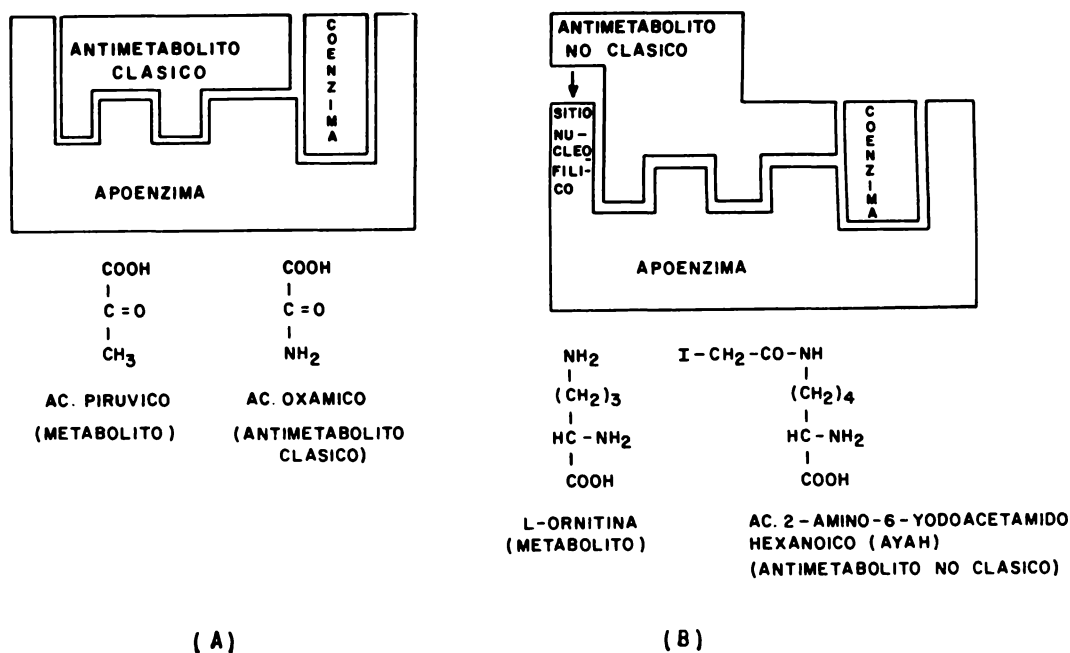 ANTIMETABOLITO
CLASICO
COENZIMA
APOENZIMA
COOH
C=O
CH3
AC. PIRUVICO
(METABOLITO)
COOH
C=O
NH2
AC. OXAMICO
(ANTIMETABOLITO
CLASICO)
(A)
ANTIMETABOLITO
NO CLASICO
SITIO
NU-
CLEO
FILI-
CO
COENZIMA
APOENZIMA
NH2
(CH2)3
HC-NH2
COOH
L-ORNITINA
(METABOLITO)
I-CH2-CO-NH
(CH2)4
HC-NH2
COOH
AC. 2-AMINO-6-YODOACETAMIDO
HEXANOICO (AYAH)
(ANTIMETABOLITO NO CLASICO)
(B)